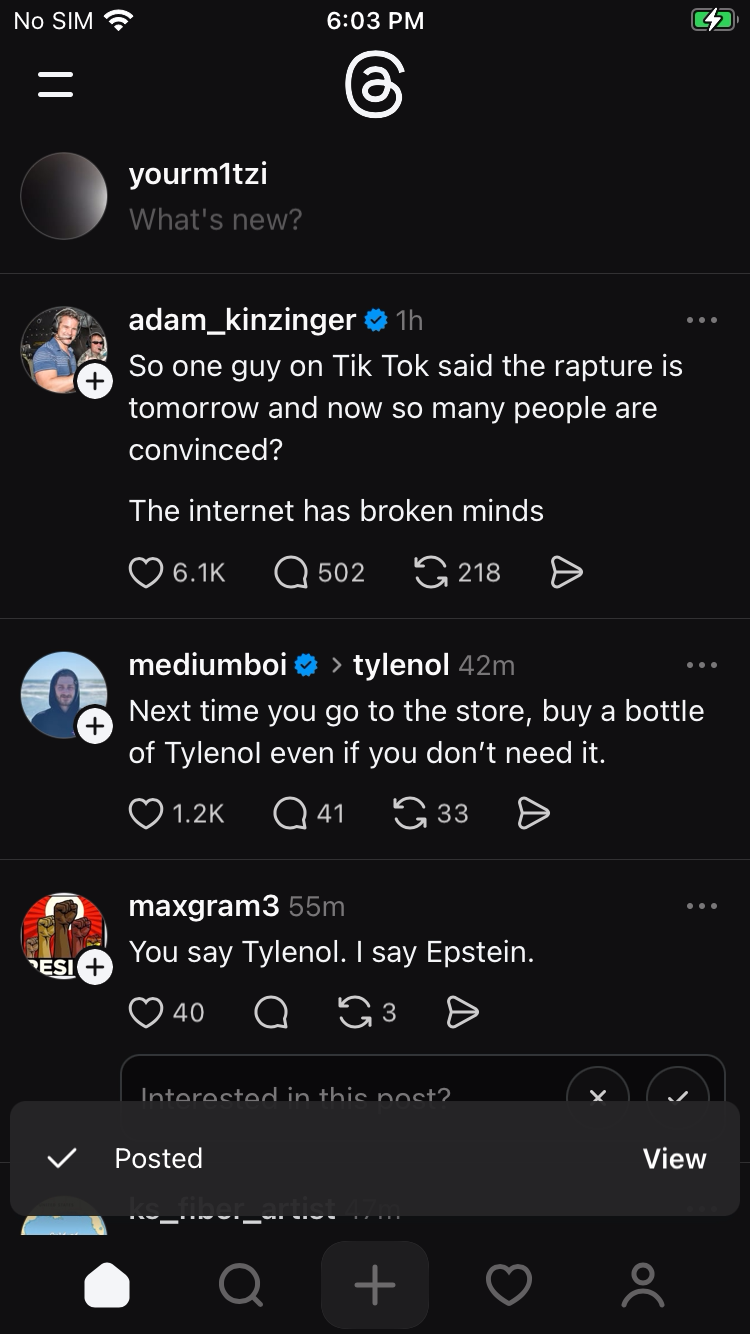 No SIM 6:03 PM
yourm1tzi
What's new?
adam_kinzinger 1h
So one guy on Tik Tok said the rapture is
tomorrow and now so many people are
convinced?
The internet has broken minds
6.1K 502 218
mediumboi > tylenol 42m
Next time you go to the store, buy a bottle
of Tylenol even if you don’t need it.
1.2K 41 33
maxgram3 55m
RESI
You say Tylenol. I say Epstein.
40 3
Interested in this post?
Posted View
ks_fiber_artist 47m